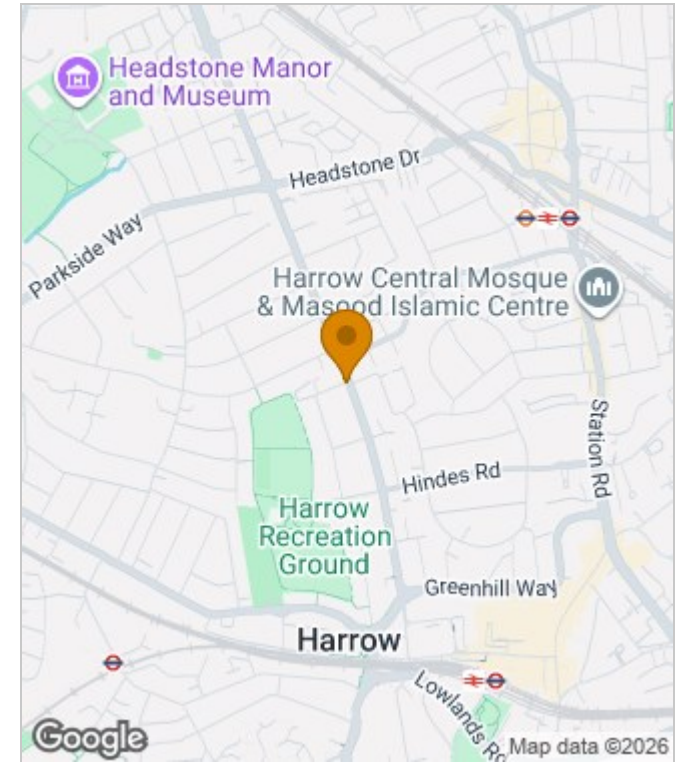 Headstone Manor
and Museum
Headstone Dr
Parkside Way
Harrow Central Mosque
& Masood Islamic Centre
Station Rd
Hindes Rd
Harrow
Recreation
Ground
Greenhill Way
Harrow
Lowlands Rd
Google
Map data ©2026